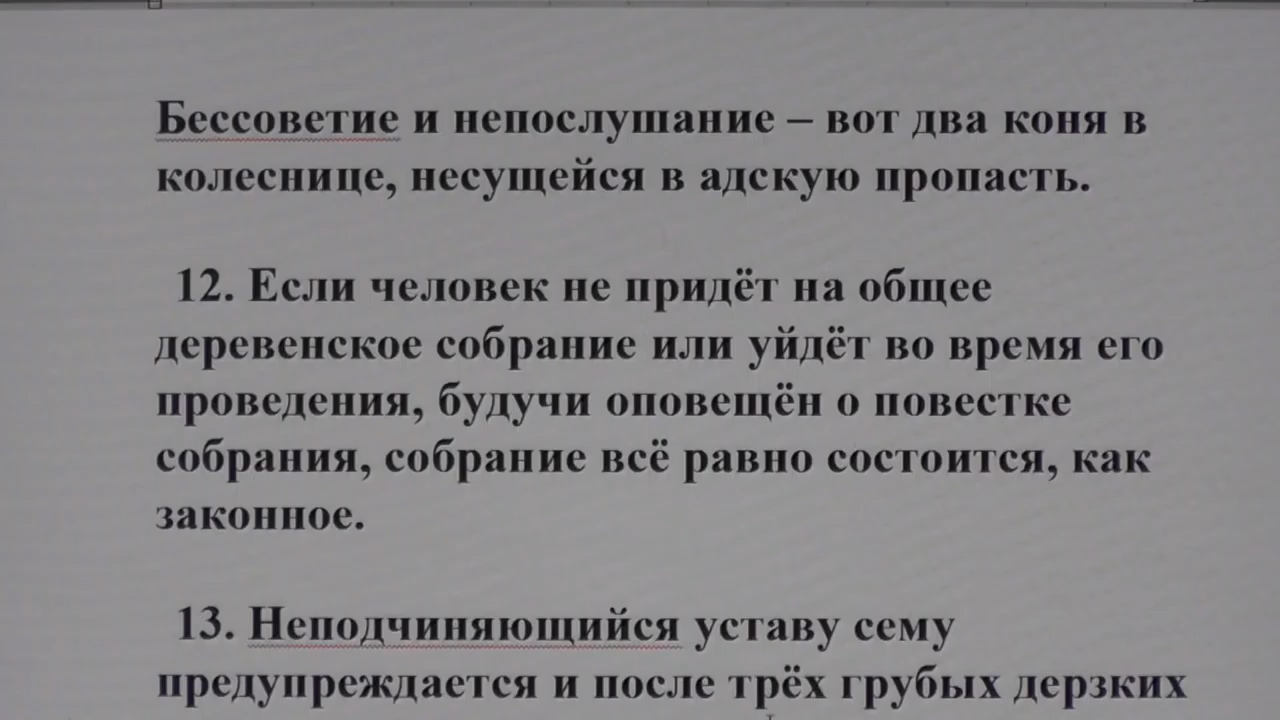 Бессоветие и непослушание – вот два коня в
колеснице, несущейся в адскую пропасть.
12. Если человек не придёт на общее
деревенское собрание или уйдёт во время его
проведения, будучи оповещён о повестке
собрания, собрание всё равно состоится, как
законное.
13. Неподчиняющийся уставу сему
предупреждается и после трёх грубых дерзких